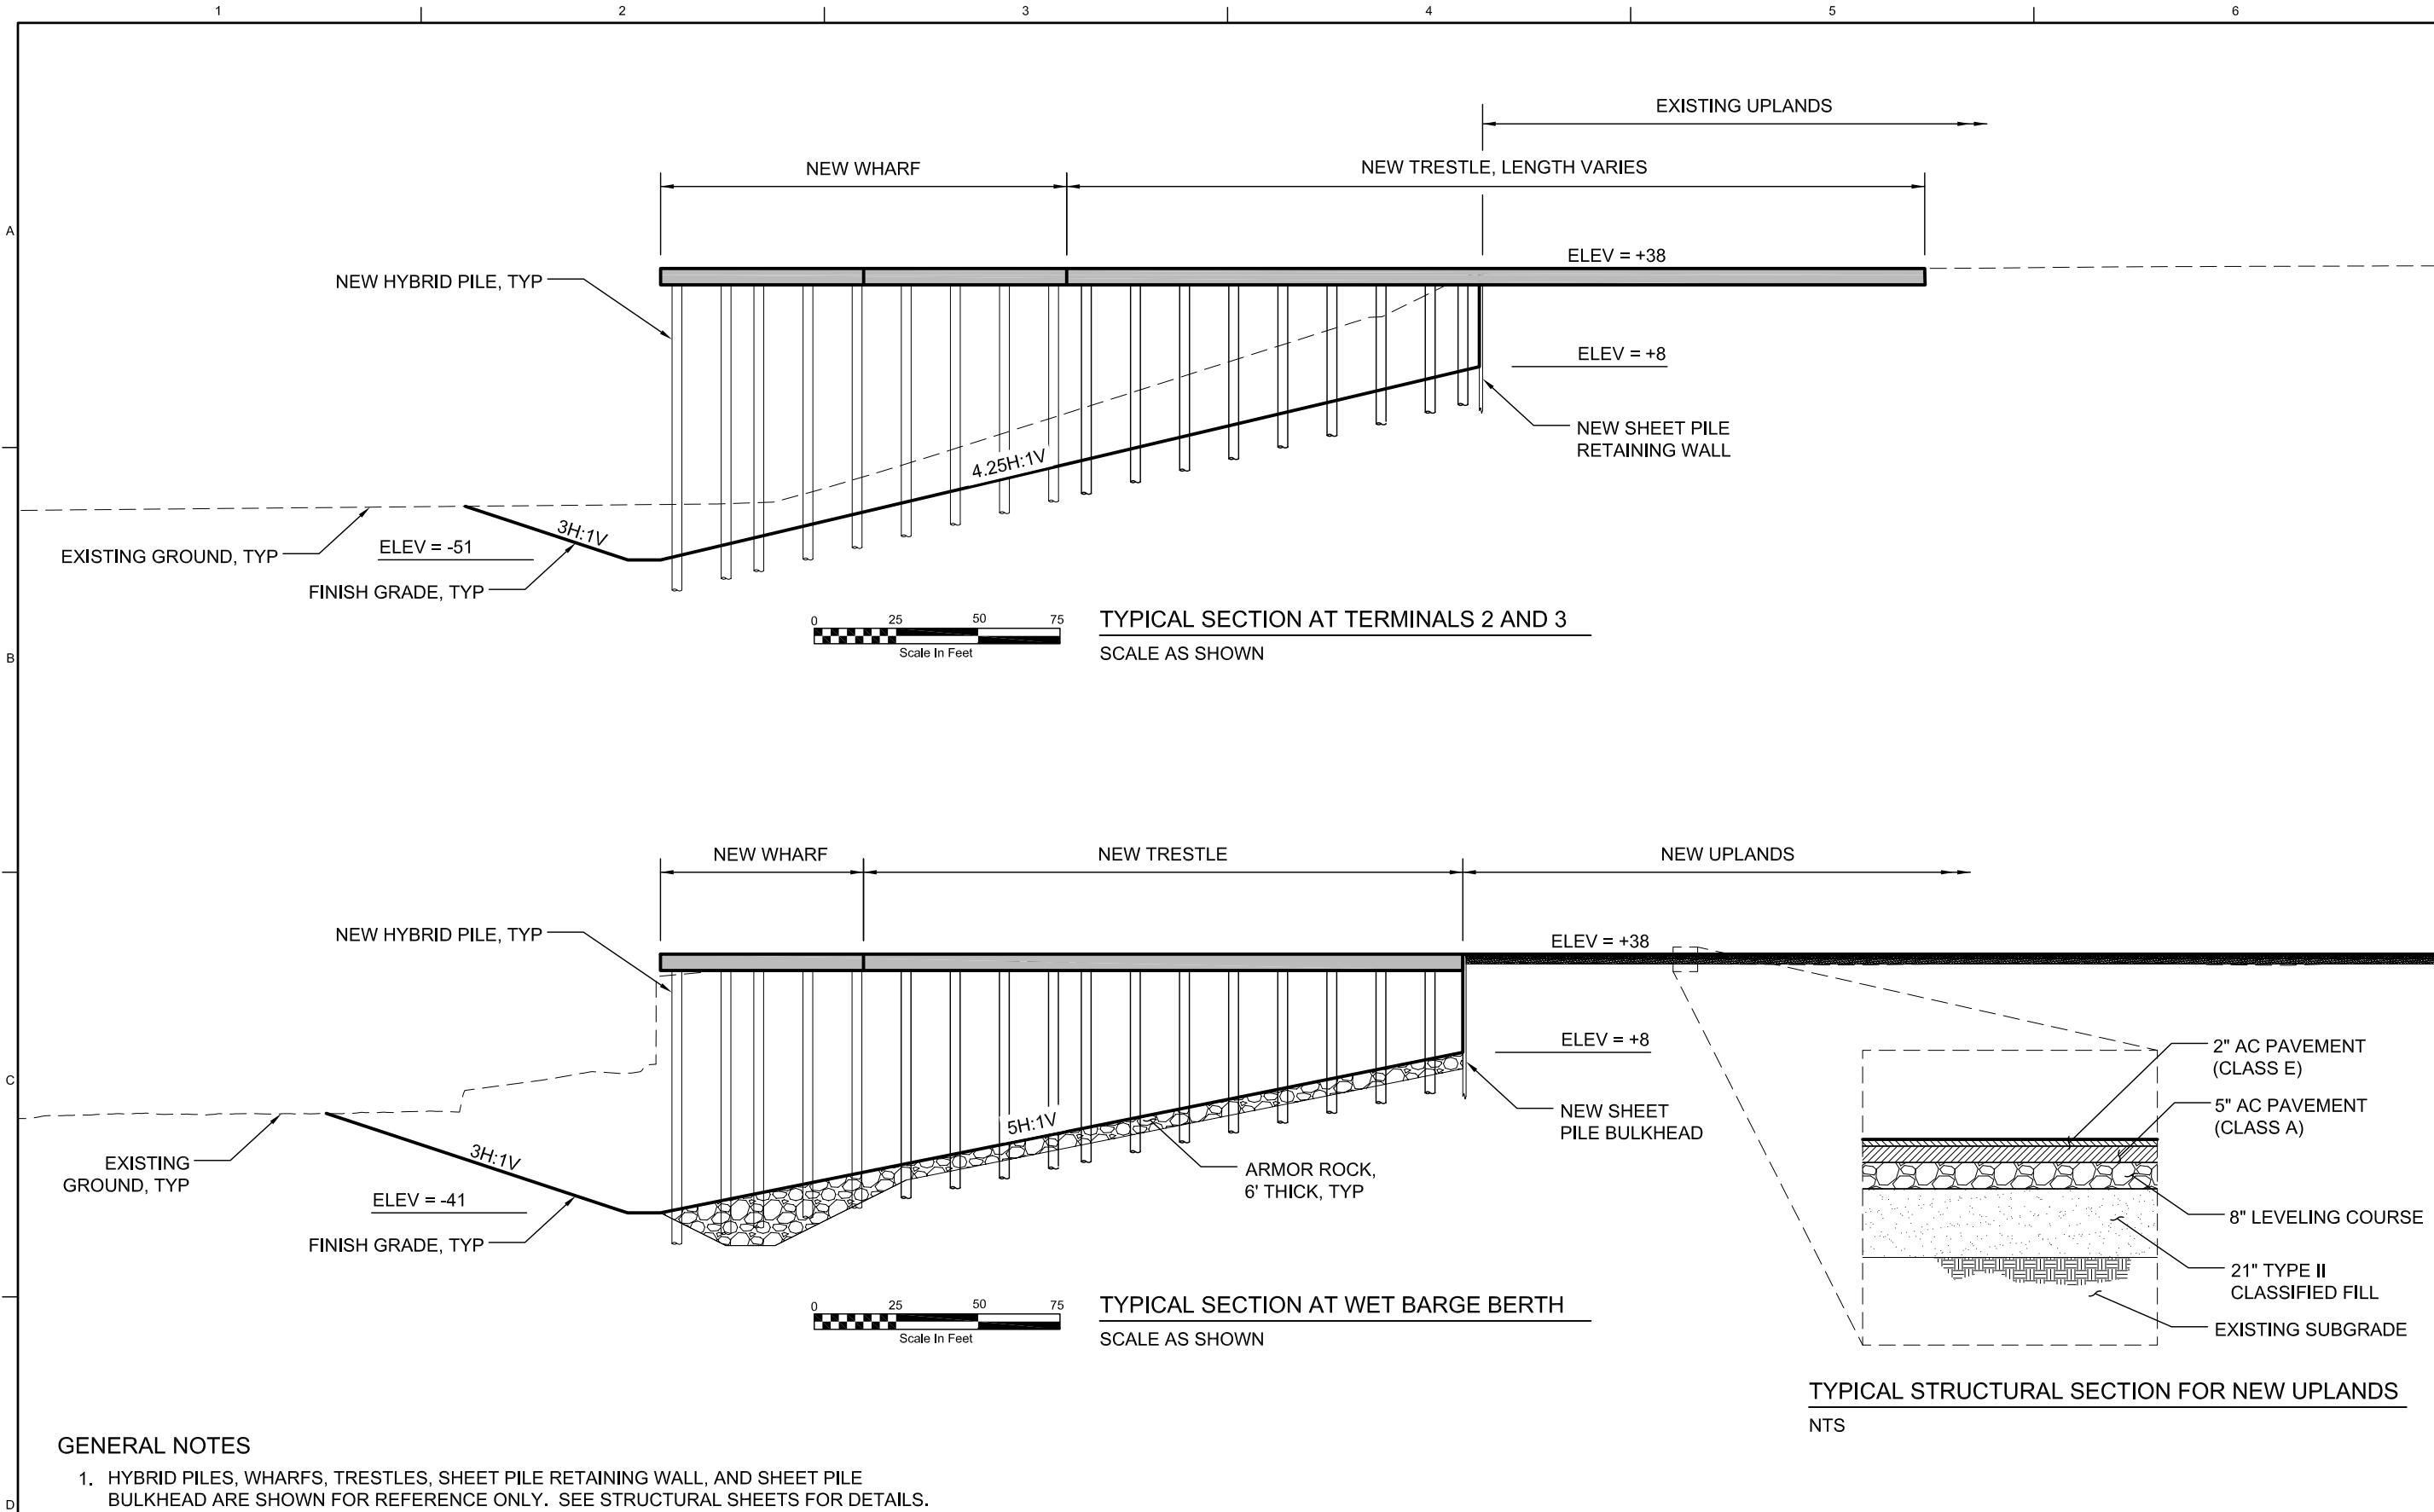 1 2 3 4 5 6
EXISTING UPLANDS
NEW WHARF
NEW TRESTLE, LENGTH VARIES
A
ELEV = +38
NEW HYBRID PILE, TYP
ELEV = +8
NEW SHEET PILE
RETAINING WALL
4.25H:1V
3H:1V
EXISTING GROUND, TYP
ELEV = -51
FINISH GRADE, TYP
0 25 50 75
Scale In Feet
TYPICAL SECTION AT TERMINALS 2 AND 3
SCALE AS SHOWN
B
NEW WHARF
NEW TRESTLE
NEW UPLANDS
NEW HYBRID PILE, TYP
ELEV = +38
ELEV = +8
C
NEW SHEET
PILE BULKHEAD
5H:1V
3H:1V
EXISTING
GROUND, TYP
ARMOR ROCK,
6' THICK, TYP
ELEV = -41
FINISH GRADE, TYP
2" AC PAVEMENT
(CLASS E)
5" AC PAVEMENT
(CLASS A)
8" LEVELING COURSE
21" TYPE II
CLASSIFIED FILL
EXISTING SUBGRADE
0 25 50 75
Scale In Feet
TYPICAL SECTION AT WET BARGE BERTH
SCALE AS SHOWN
TYPICAL STRUCTURAL SECTION FOR NEW UPLANDS
NTS
GENERAL NOTES
1. HYBRID PILES, WHARFS, TRESTLES, SHEET PILE RETAINING WALL, AND SHEET PILE
BULKHEAD ARE SHOWN FOR REFERENCE ONLY. SEE STRUCTURAL SHEETS FOR DETAILS.
D